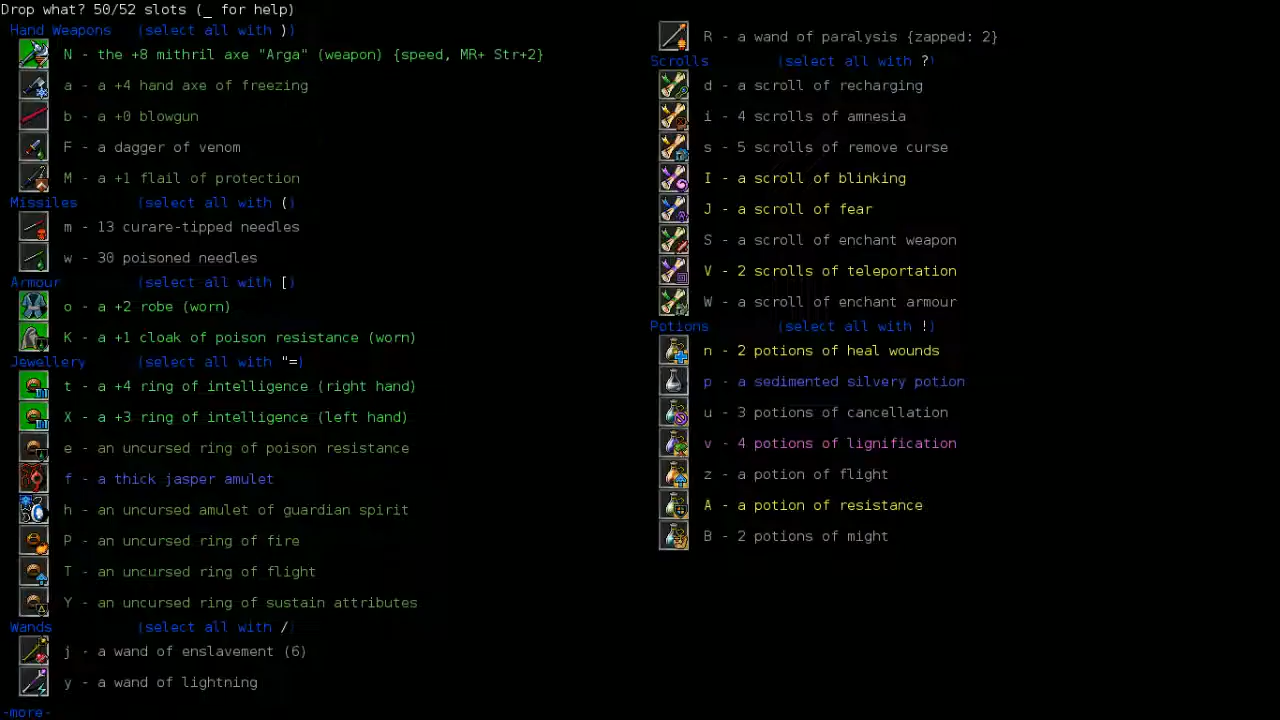 Drop what? 50/52 slots (_ for help)
Hand Weapons (select all with ))
N - the +8 mithril axe "Arga" (weapon) {speed, MR+ Str+2}
a - a +4 hand axe of freezing
b - a +0 blowgun
F - a dagger of venom
M - a +1 flail of protection
Missiles (select all with ()
m - 13 curare-tipped needles
w - 30 poisoned needles
Armour (select all with [)
o - a +2 robe (worn)
K - a +1 cloak of poison resistance (worn)
Jewellery (select all with "=)
t - a +4 ring of intelligence (right hand)
X - a +3 ring of intelligence (left hand)
e - an uncursed ring of poison resistance
f - a thick jasper amulet
h - an uncursed amulet of guardian spirit
P - an uncursed ring of fire
T - an uncursed ring of flight
Y - an uncursed ring of sustain attributes
Wands (select all with /)
j - a wand of enslavement (6)
y - a wand of lightning
-more-
R - a wand of paralysis {zapped: 2}
Scrolls (select all with ?)
d - a scroll of recharging
i - 4 scrolls of amnesia
s - 5 scrolls of remove curse
I - a scroll of blinking
J - a scroll of fear
S - a scroll of enchant weapon
V - 2 scrolls of teleportation
W - a scroll of enchant armour
Potions (select all with !)
n - 2 potions of heal wounds
p - a sedimented silvery potion
u - 3 potions of cancellation
v - 4 potions of lignification
z - a potion of flight
A - a potion of resistance
B - 2 potions of might